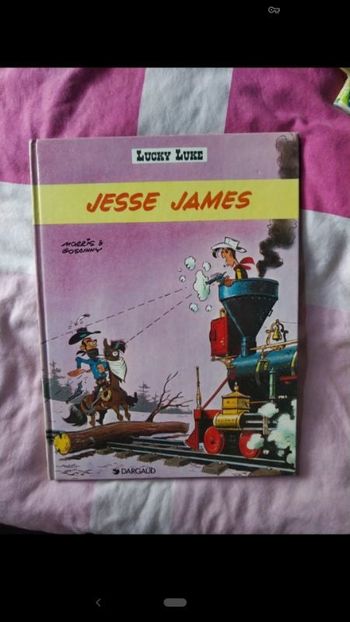 LUCKY LUKE
JESSE JAMES
MORRIS &
GOSCINNY
DARGAUD